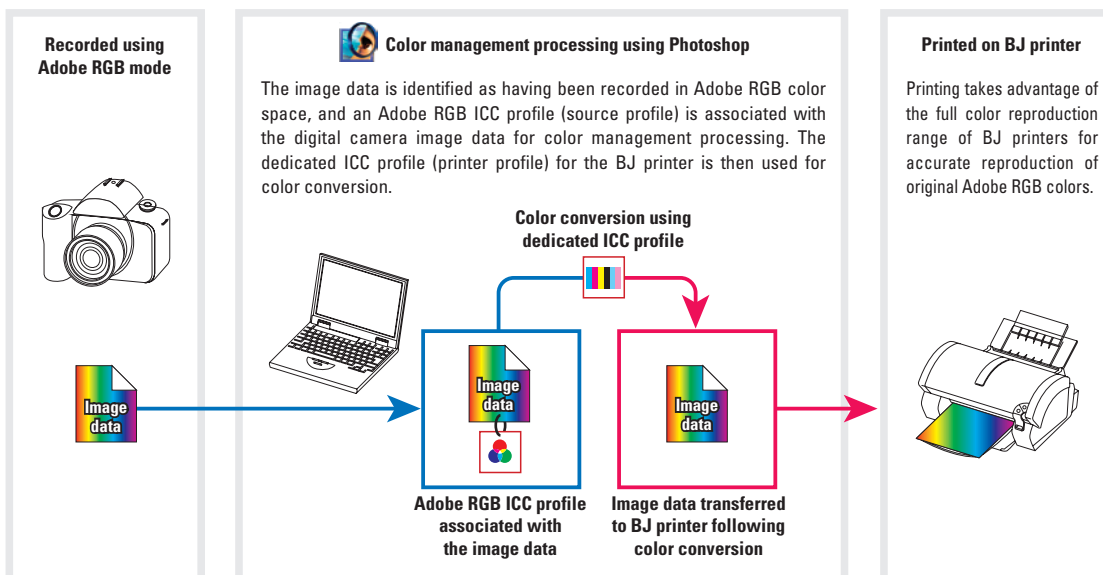 Recorded using
Adobe RGB mode
Image
data
Color management processing using Photoshop
The image data is identified as having been recorded in Adobe RGB color
space, and an Adobe RGB ICC profile (source profile) is associated with
the digital camera image data for color management processing. The
dedicated ICC profile (printer profile) for the BJ printer is then used for
color conversion.
Color conversion using
dedicated ICC profile
Image
data
Adobe RGB ICC profile
associated with
the image data
Image
data
Image data transferred
to BJ printer following
color conversion
Printed on BJ printer
Printing takes advantage of
the full color reproduction
range of BJ printers for
accurate reproduction of
original Adobe RGB colors.